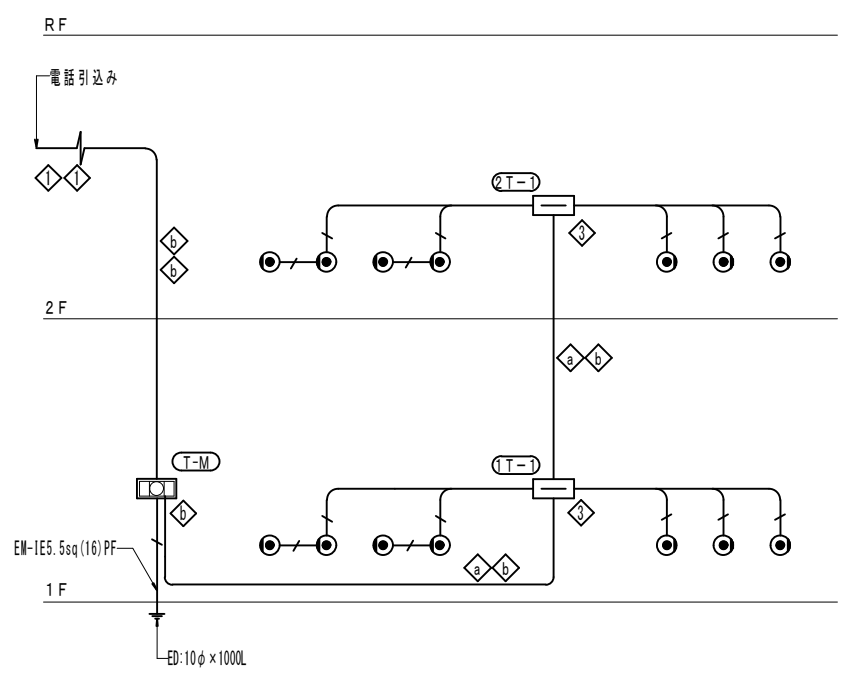 RF
電話引込み
1 1
2T-1
3
b
b
2F
a b
T-M
1T-1
b
3
EM-IE5.5sq(16)PF
a b
1F
ED:10φ×1000L